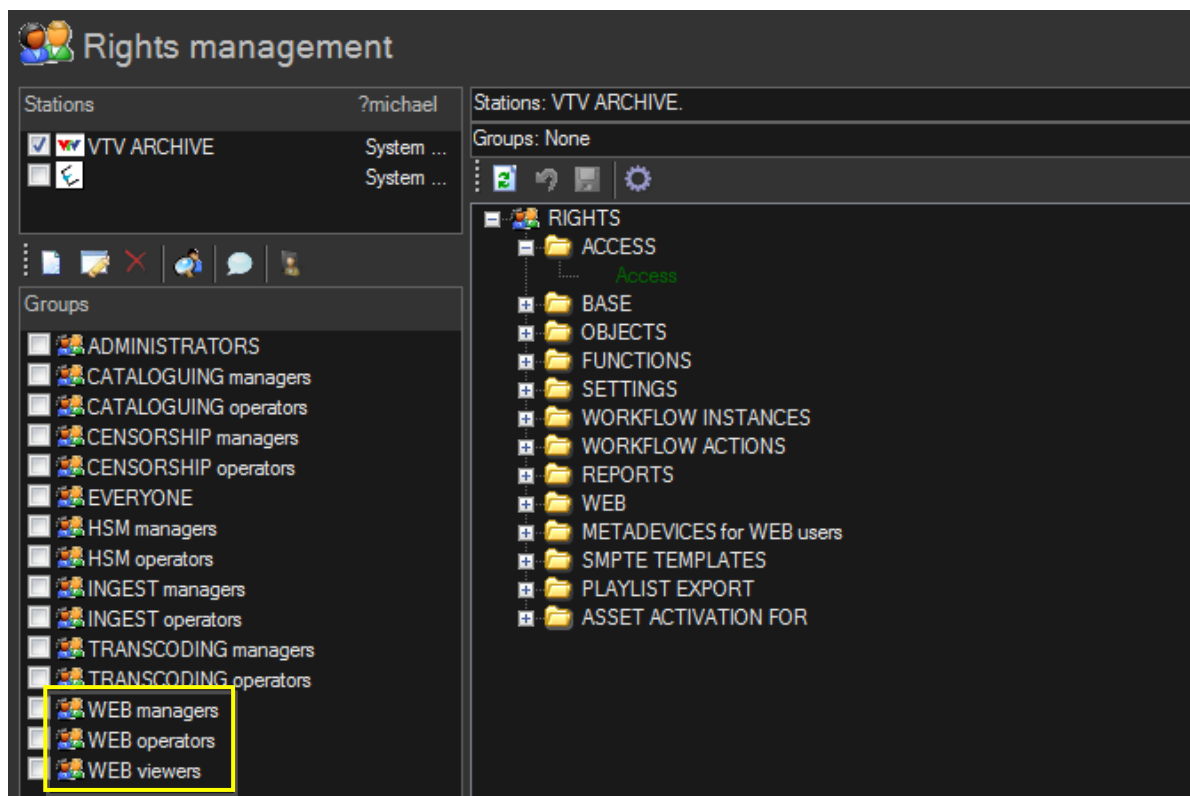 Rights management
Stations ?michael
VTV ARCHIVE System ...
System ...
Groups
ADMINISTRATORS
CATALOGUING managers
CATALOGUING operators
CENSORSHIP managers
CENSORSHIP operators
EVERYONE
HSM managers
HSM operators
INGEST managers
INGEST operators
TRANSCODING managers
TRANSCODING operators
WEB managers
WEB operators
WEB viewers
Stations: VTV ARCHIVE.
Groups: None
RIGHTS
ACCESS
Access
BASE
OBJECTS
FUNCTIONS
SETTINGS
WORKFLOW INSTANCES
WORKFLOW ACTIONS
REPORTS
WEB
METADEVICES for WEB users
SMPTE TEMPLATES
PLAYLIST EXPORT
ASSET ACTIVATION FOR